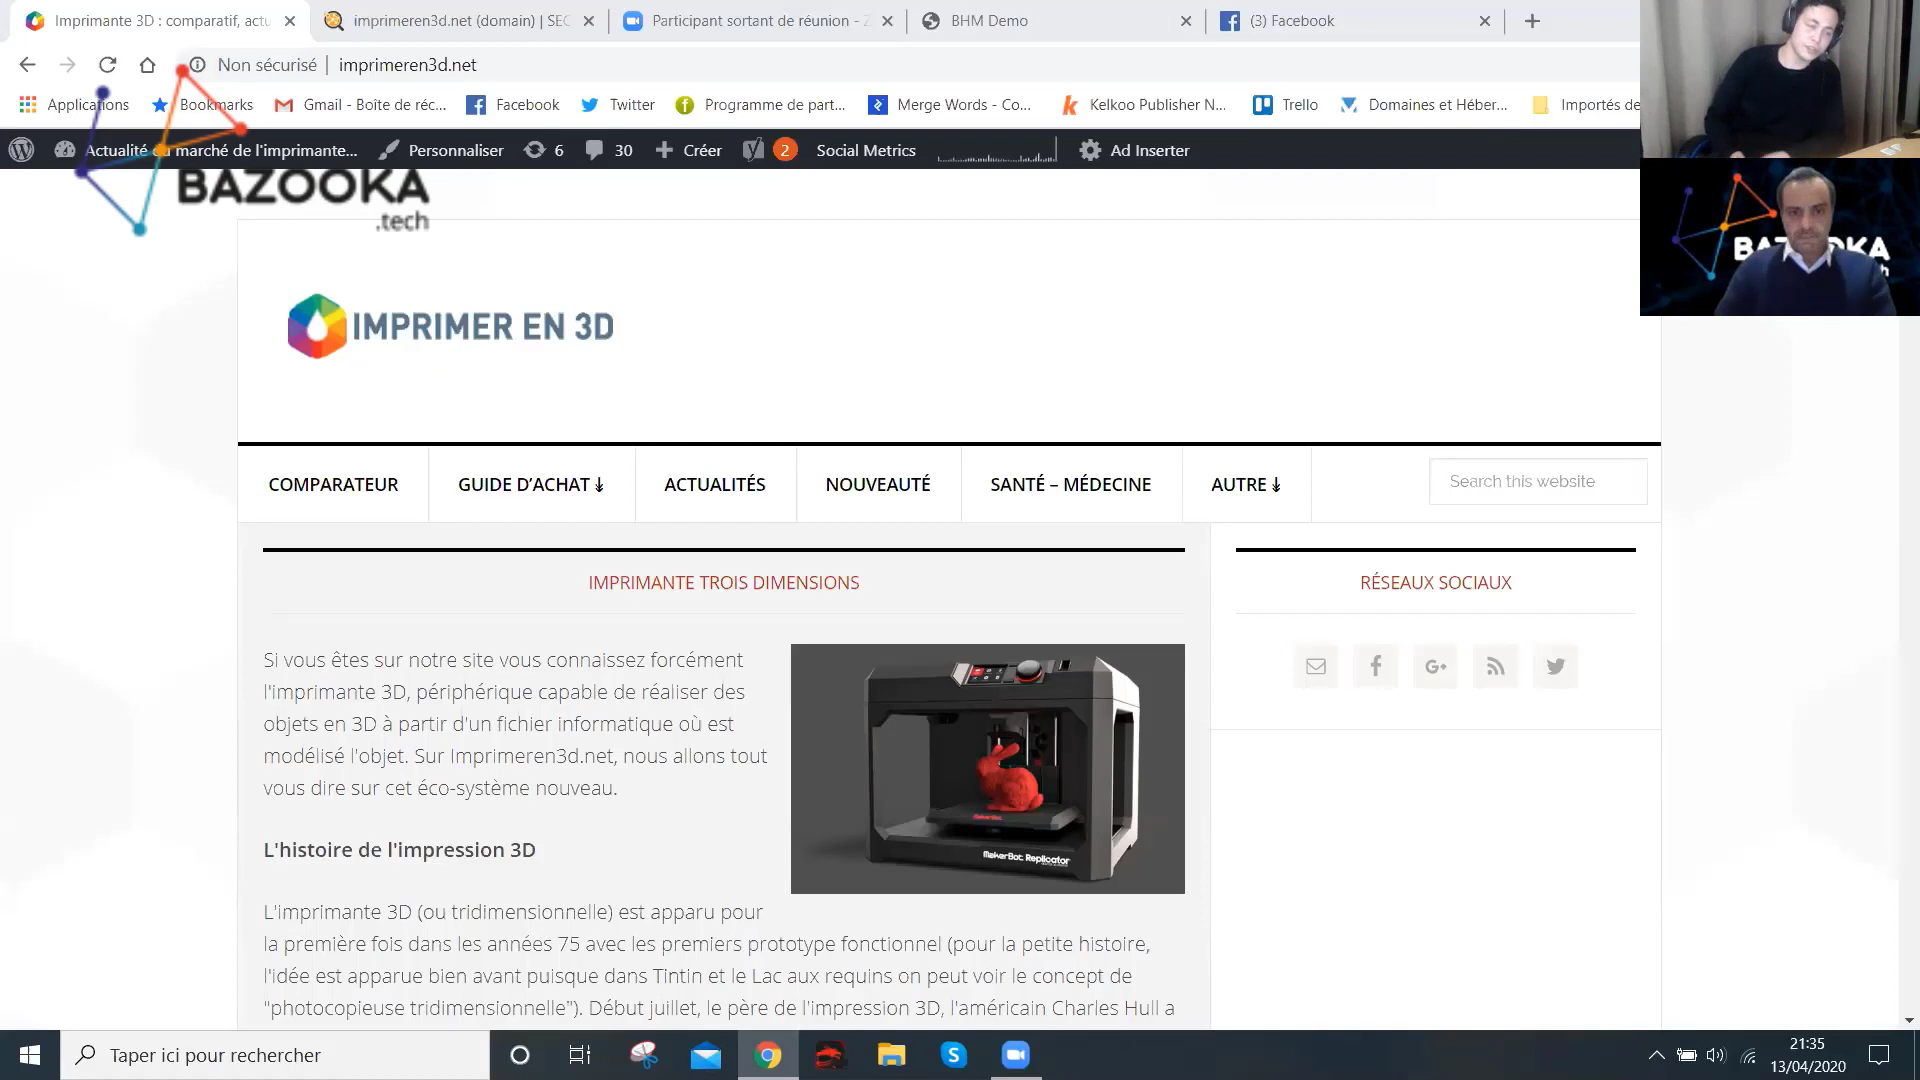 Imprimante 3D : comparatif, actu
imprimeren3d.net (domain) | SEC
Participant sortant de réunion - Z
BHM Demo
(3) Facebook
Non sécurisé
imprimeren3d.net
Applications
Bookmarks
Gmail - Boîte de réc...
Facebook
Twitter
Programme de part...
Merge Words - Co...
Kelkoo Publisher N...
Trello
Domaines et Héber...
Importés de
Actualité du marché de l'imprimante...
Personnaliser
6
30
Créer
2
Social Metrics
Ad Inserter
BAZOOKA
.tech
IMPRIMER EN 3D
COMPARATEUR
GUIDE D'ACHAT ↡
ACTUALITÉS
NOUVEAUTÉ
SANTÉ – MÉDECINE
AUTRE ↡
Search this website
IMPRIMANTE TROIS DIMENSIONS
RÉSEAUX SOCIAUX
Si vous êtes sur notre site vous connaissez forcément
l'imprimante 3D, périphérique capable de réaliser des
objets en 3D à partir d'un fichier informatique où est
modélisé l'objet. Sur Imprimeren3d.net, nous allons tout
vous dire sur cet éco-système nouveau.
MakerBot Replicator
L'histoire de l'impression 3D
L'imprimante 3D (ou tridimensionnelle) est apparu pour
la première fois dans les années 75 avec les premiers prototype fonctionnel (pour la petite histoire,
l'idée est apparue bien avant puisque dans Tintin et le Lac aux requins on peut voir le concept de
"photocopieuse tridimensionnelle"). Début juillet, le père de l'impression 3D, l'américain Charles Hull a
Taper ici pour rechercher
21:35
13/04/2020